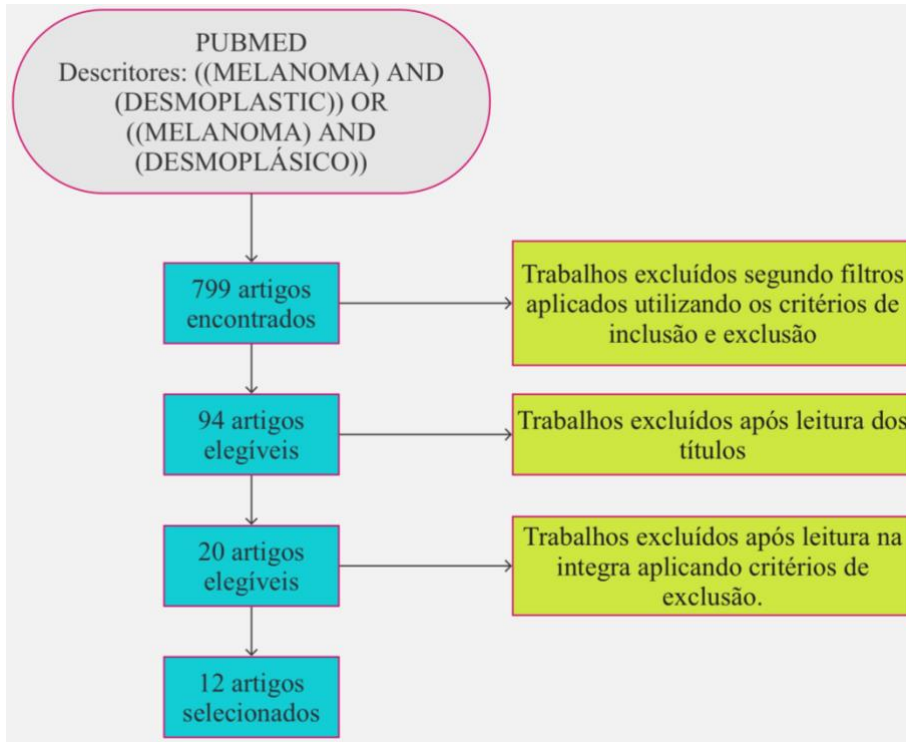 PUBMED
Descritores: ((MELANOMA) AND
(DESMOPLASTIC)) OR
((MELANOMA) AND
(DESMOPLÁSICO))
799 artigos
encontrados
Trabalhos excluídos segundo filtros
aplicados utilizando os critérios de
inclusão e exclusão
94 artigos
elegíveis
Trabalhos excluídos após leitura dos
títulos
20 artigos
elegíveis
Trabalhos excluídos após leitura na
integra aplicando critérios de
exclusão.
12 artigos
selecionados